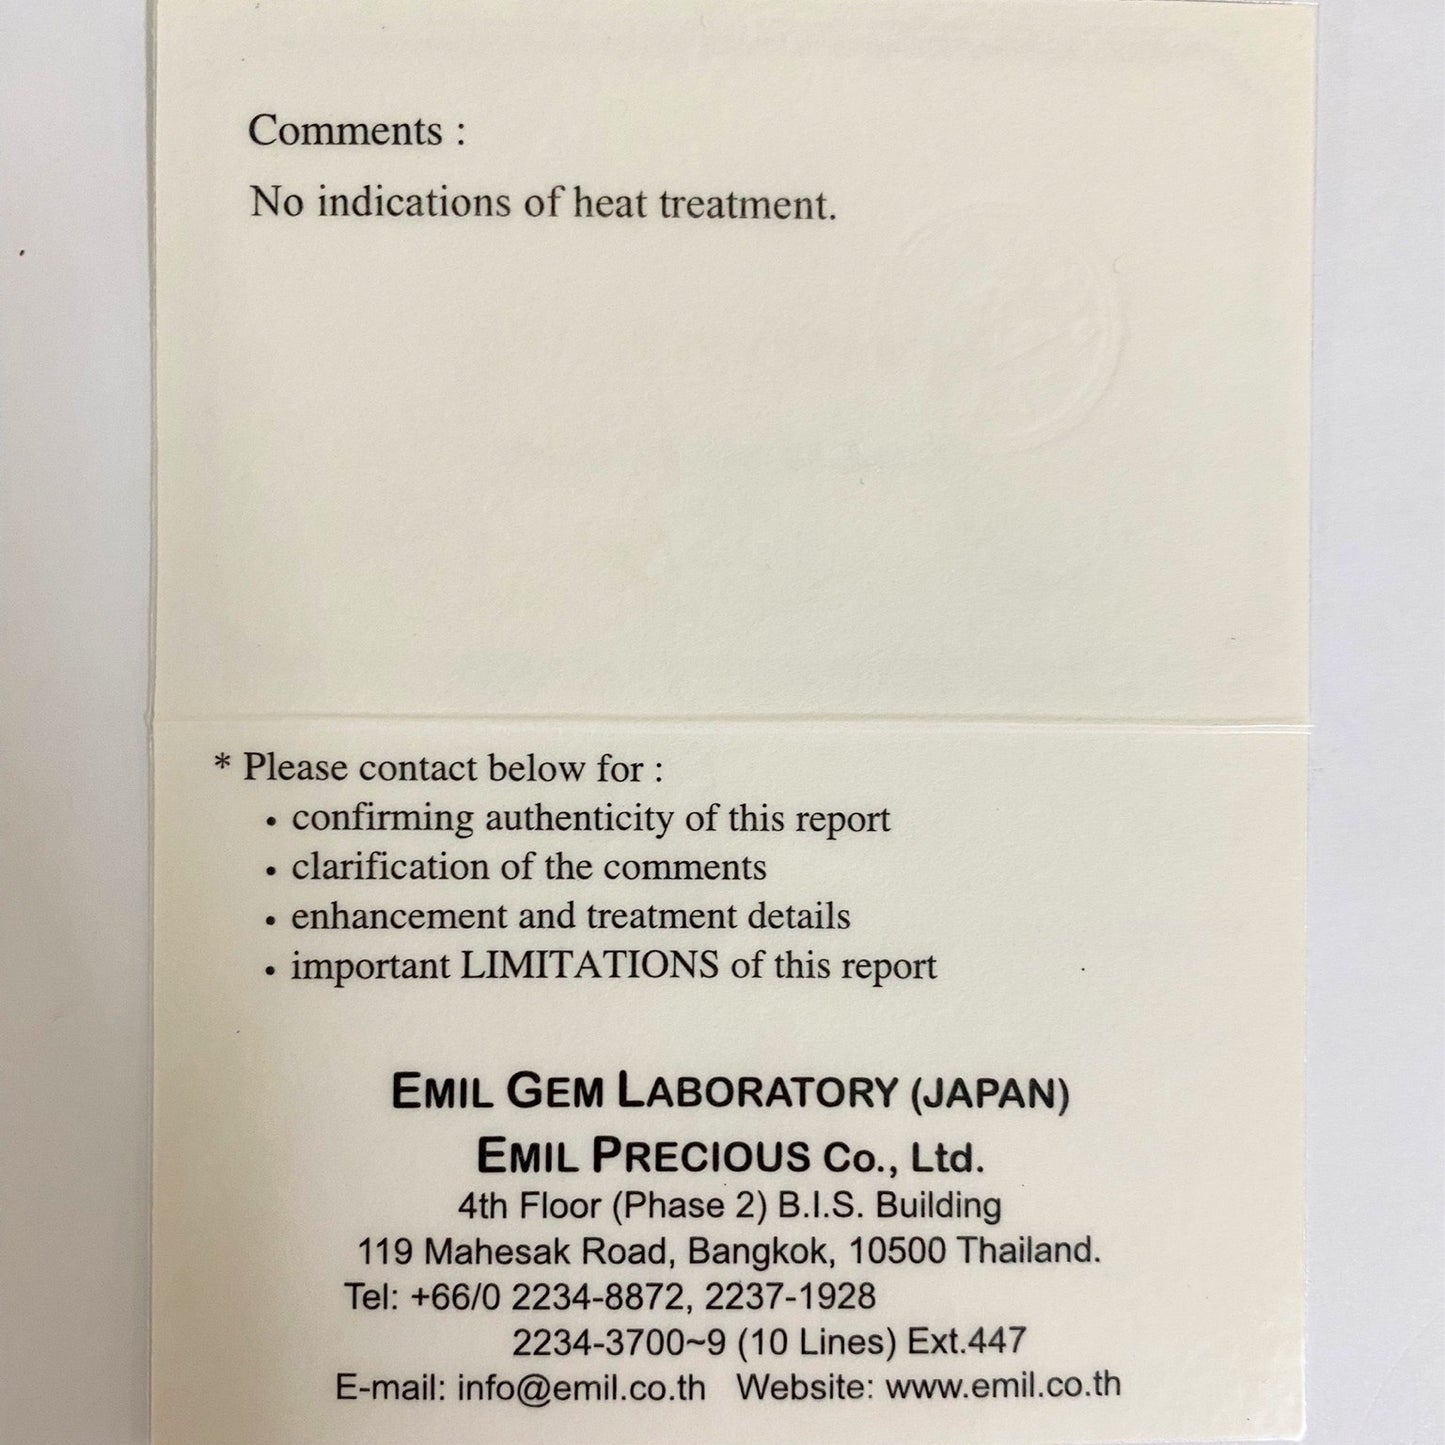 Comments :
No indications of heat treatment.
* Please contact below for :
• confirming authenticity of this report
• clarification of the comments
• enhancement and treatment details
• important LIMITATIONS of this report
EMIL GEM LABORATORY (JAPAN)
EMIL PRECIOUS Co., Ltd.
4th Floor (Phase 2) B.I.S. Building
119 Mahesak Road, Bangkok, 10500 Thailand.
Tel: +66/0 2234-8872, 2237-1928
2234-3700~9 (10 Lines) Ext.447
E-mail: info@emil.co.th Website: www.emil.co.th